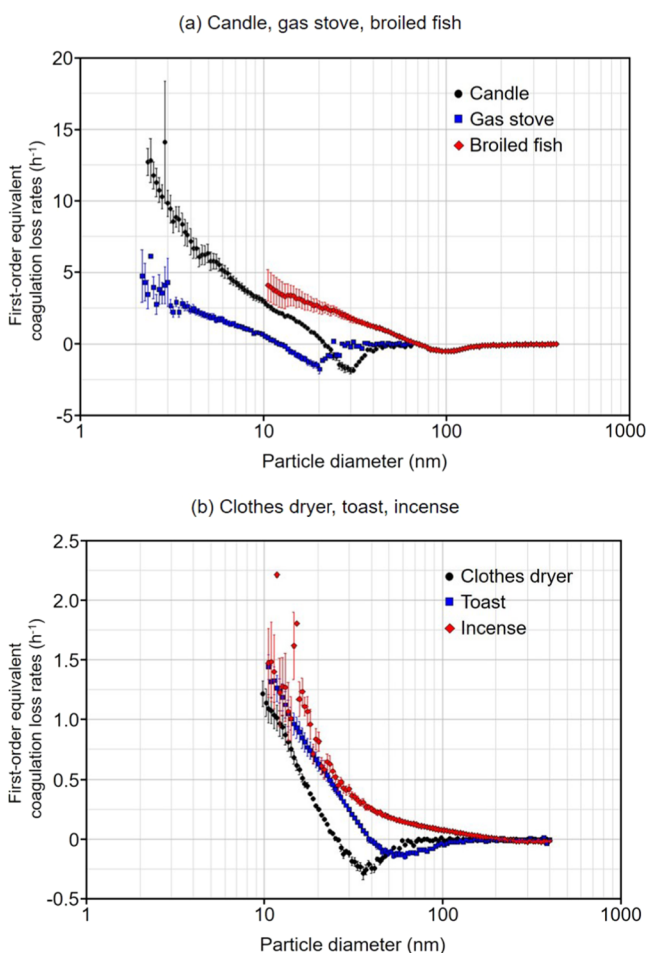 (a) Candle, gas stove, broiled fish
20
15
10
5
0
-5
First-order equivalent
coagulation loss rates (h⁻¹)
Candle
Gas stove
Broiled fish
1
10
100
1000
Particle diameter (nm)
(b) Clothes dryer, toast, incense
2.5
2.0
1.5
1.0
0.5
0
-0.5
First-order equivalent
coagulation loss rates (h⁻¹)
Clothes dryer
Toast
Incense
1
10
100
1000
Particle diameter (nm)